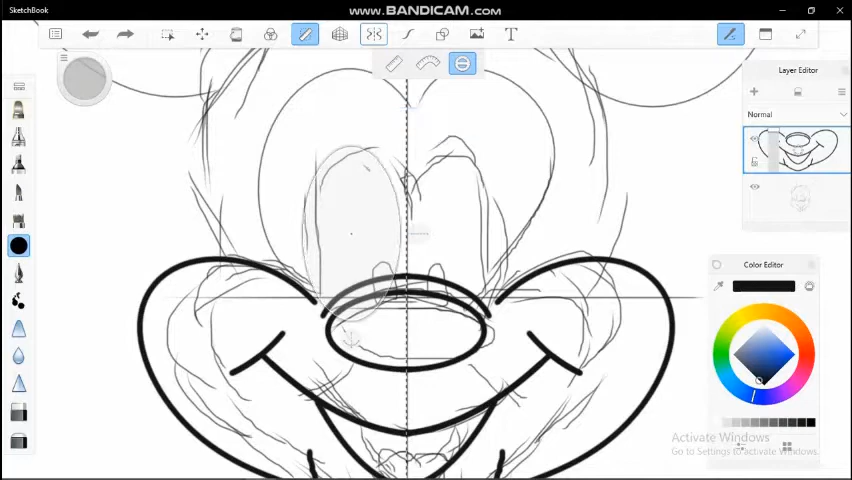 SketchBook
www.BANDICAM.com
T
Layer Editor
Normal
Color Editor
Activate Windows
Go to Settings to activate Windows.